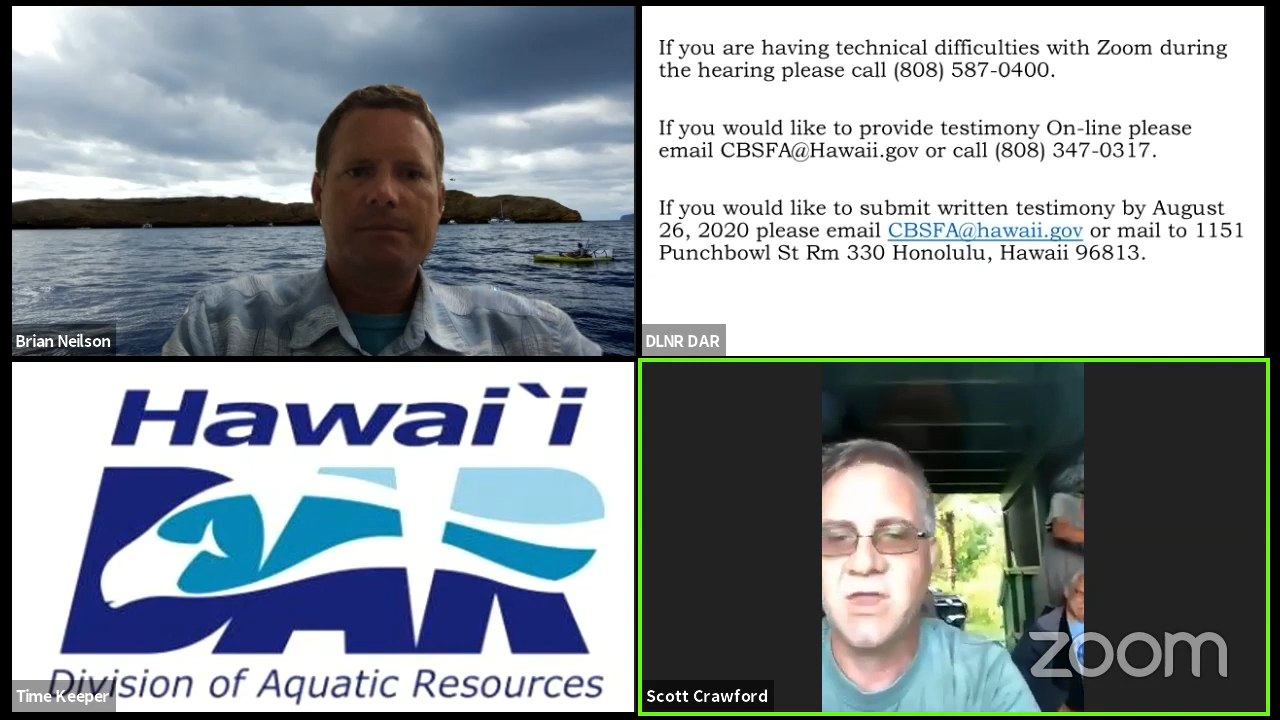 If you are having technical difficulties with Zoom during
the hearing please call (808) 587-0400.
If you would like to provide testimony On-line please
email CBSFA@Hawaii.gov or call (808) 347-0317.
If you would like to submit written testimony by August
26, 2020 please email CBSFA@hawaii.gov or mail to 1151
Punchbowl St Rm 330 Honolulu, Hawaii 96813.
Brian Neilson
DLNR DAR
Hawai`i
DAR
Division of Aquatic Resources
Time Keeper
Scott Crawford
zoom